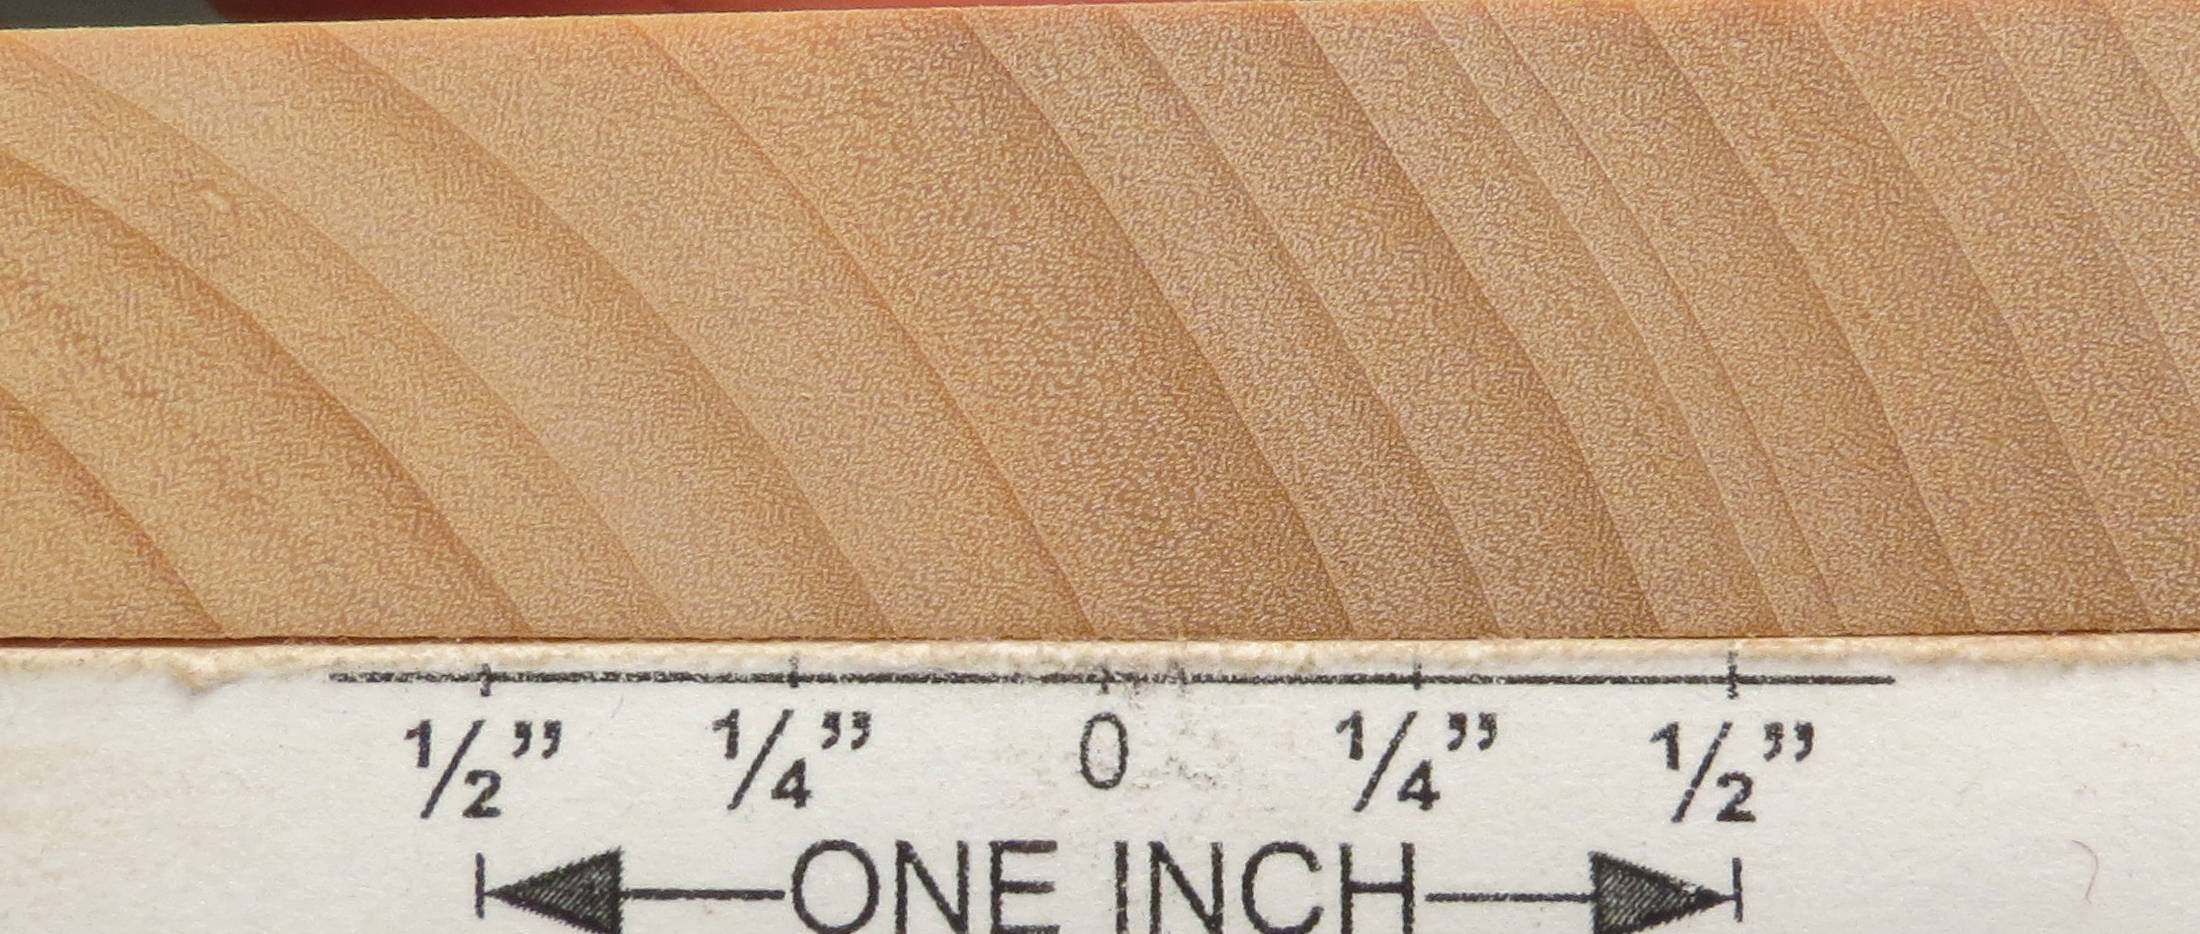 1/2” 1/4” 0 1/4” 1/2”
ONE INCH